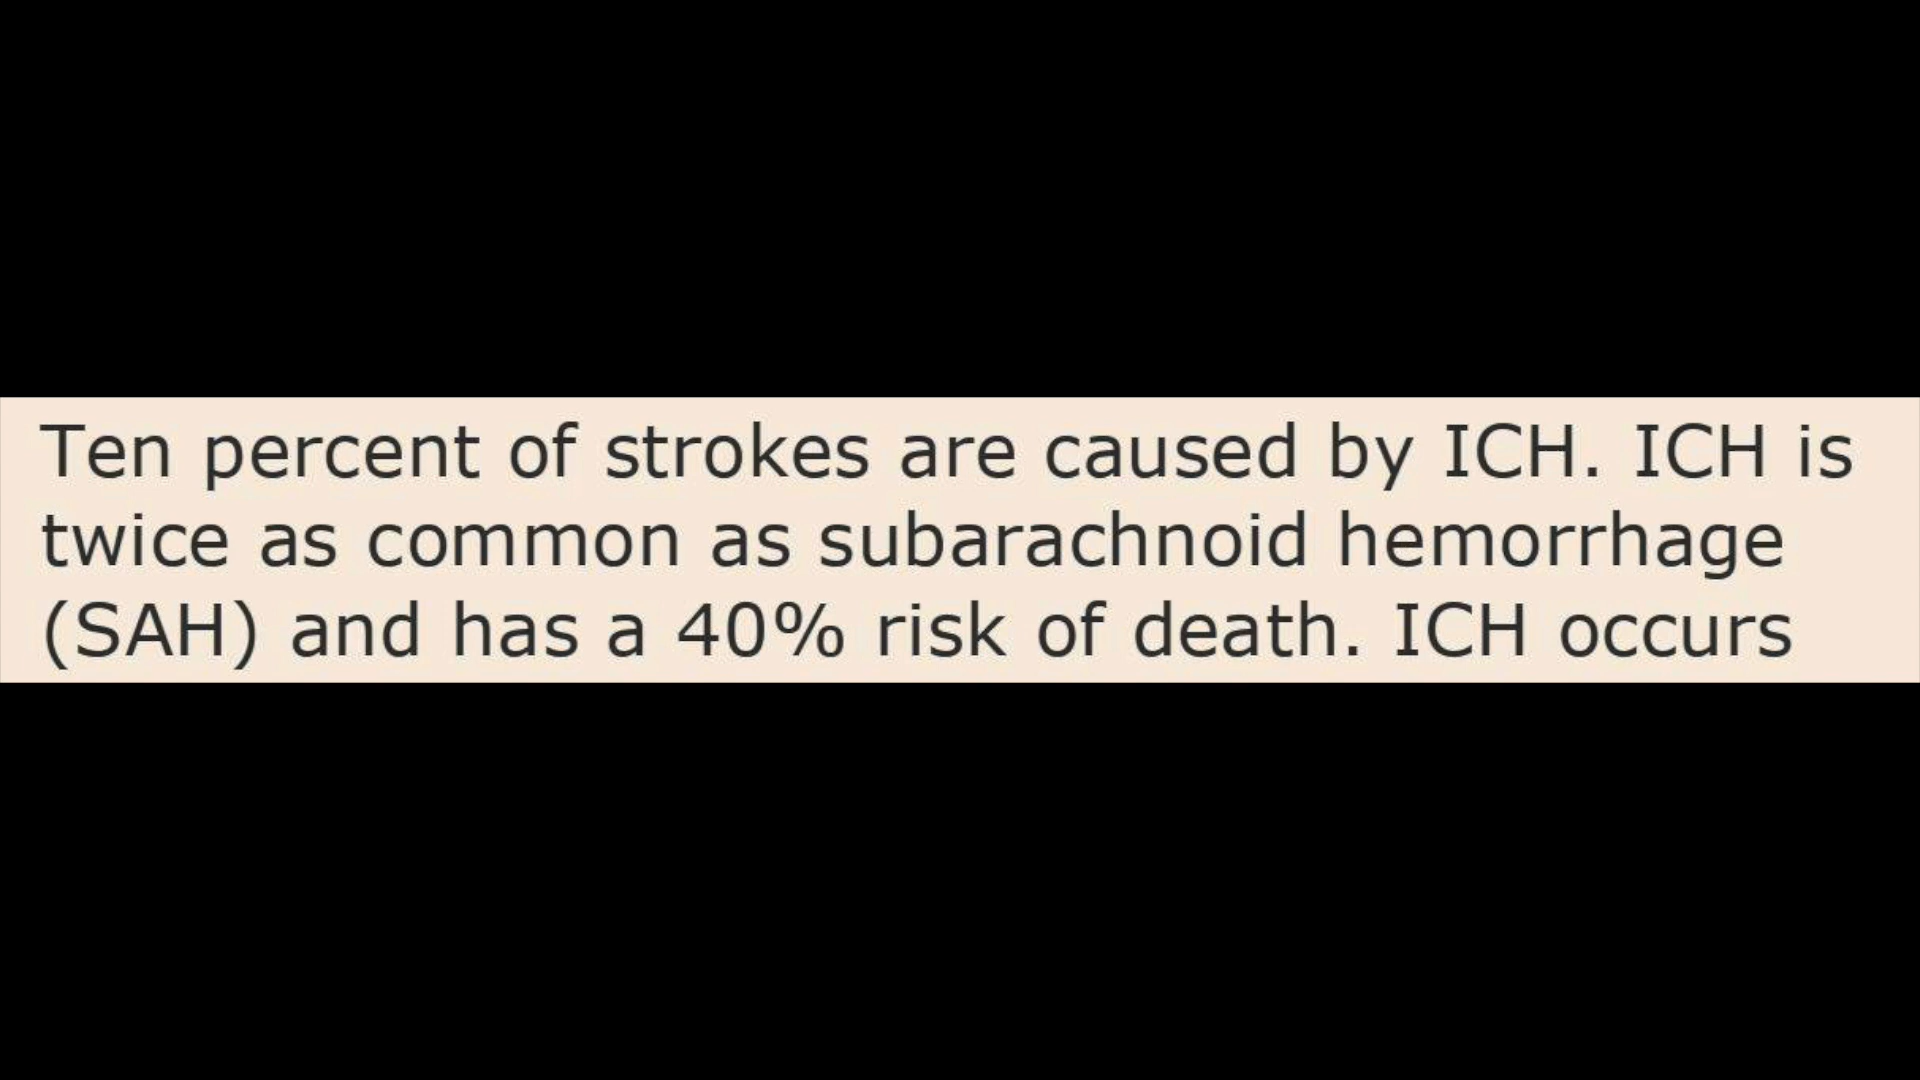 Ten percent of strokes are caused by ICH. ICH is
twice as common as subarachnoid hemorrhage
(SAH) and has a 40% risk of death. ICH occurs